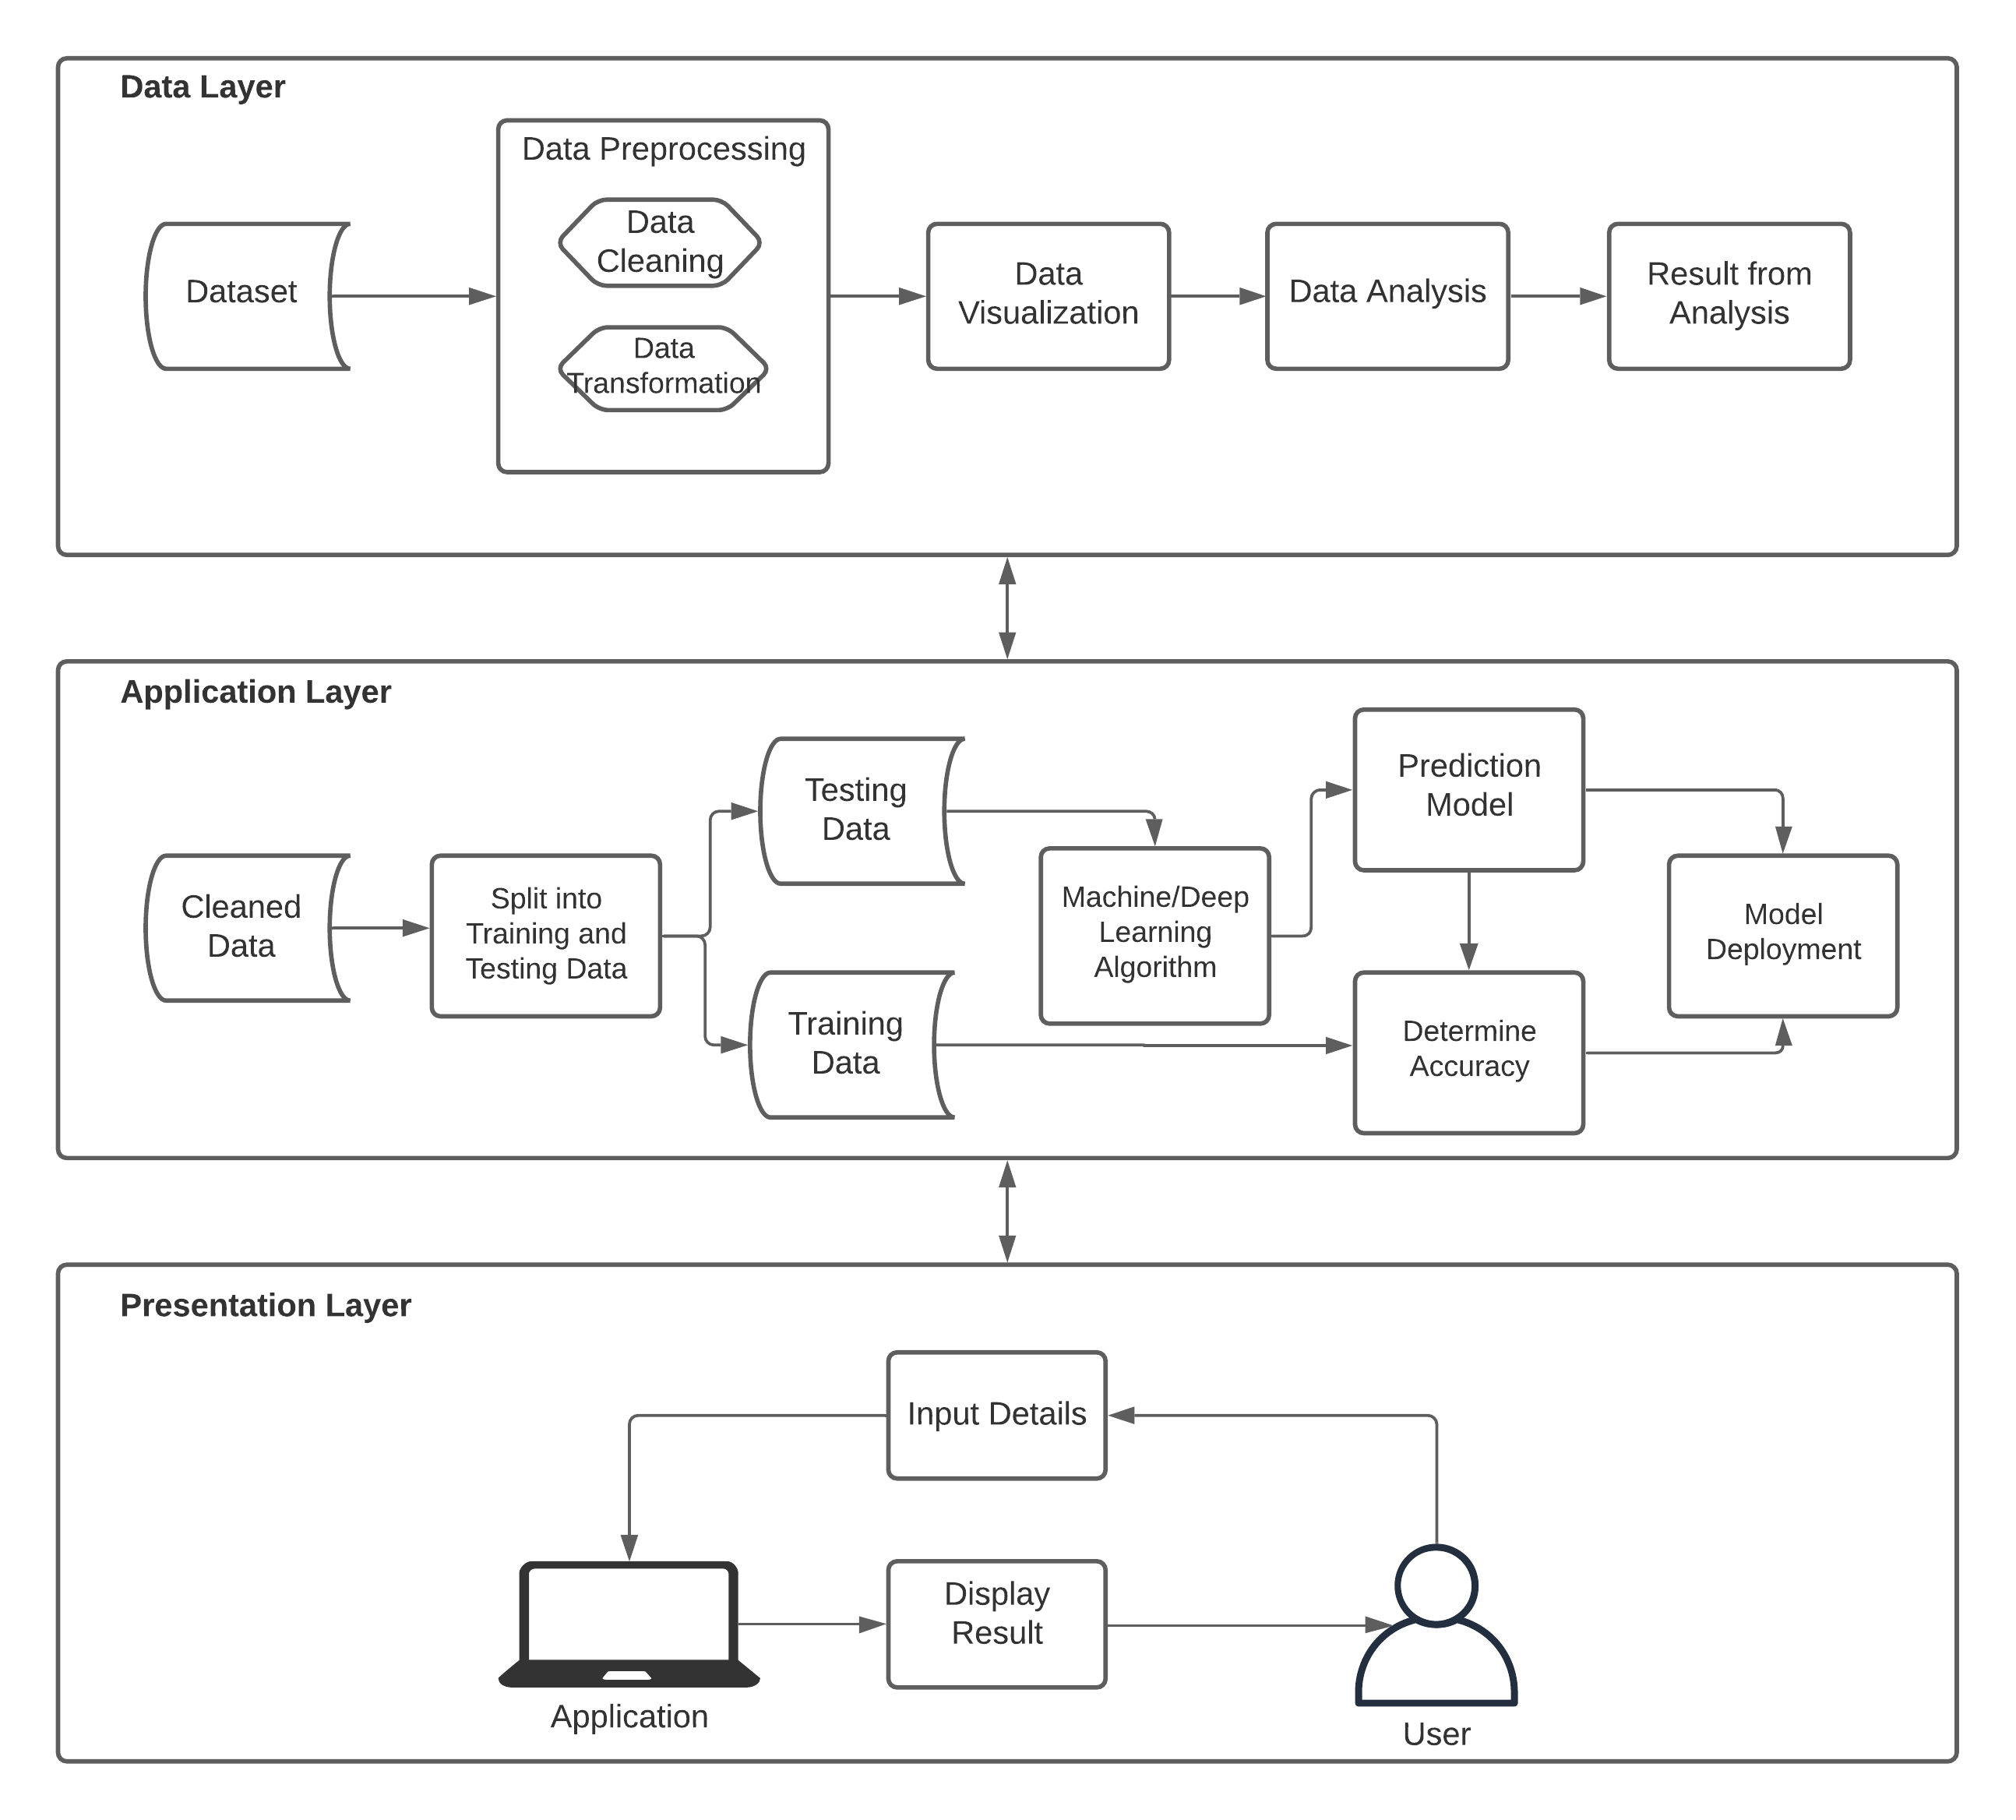 Data Layer
Data Preprocessing
Data
Cleaning
Data
Transformation
Dataset
Data
Visualization
Data Analysis
Result from
Analysis
Application Layer
Cleaned
Data
Split into
Training and
Testing Data
Testing
Data
Training
Data
Machine/Deep
Learning
Algorithm
Prediction
Model
Determine
Accuracy
Model
Deployment
Presentation Layer
Input Details
Display
Result
Application
User